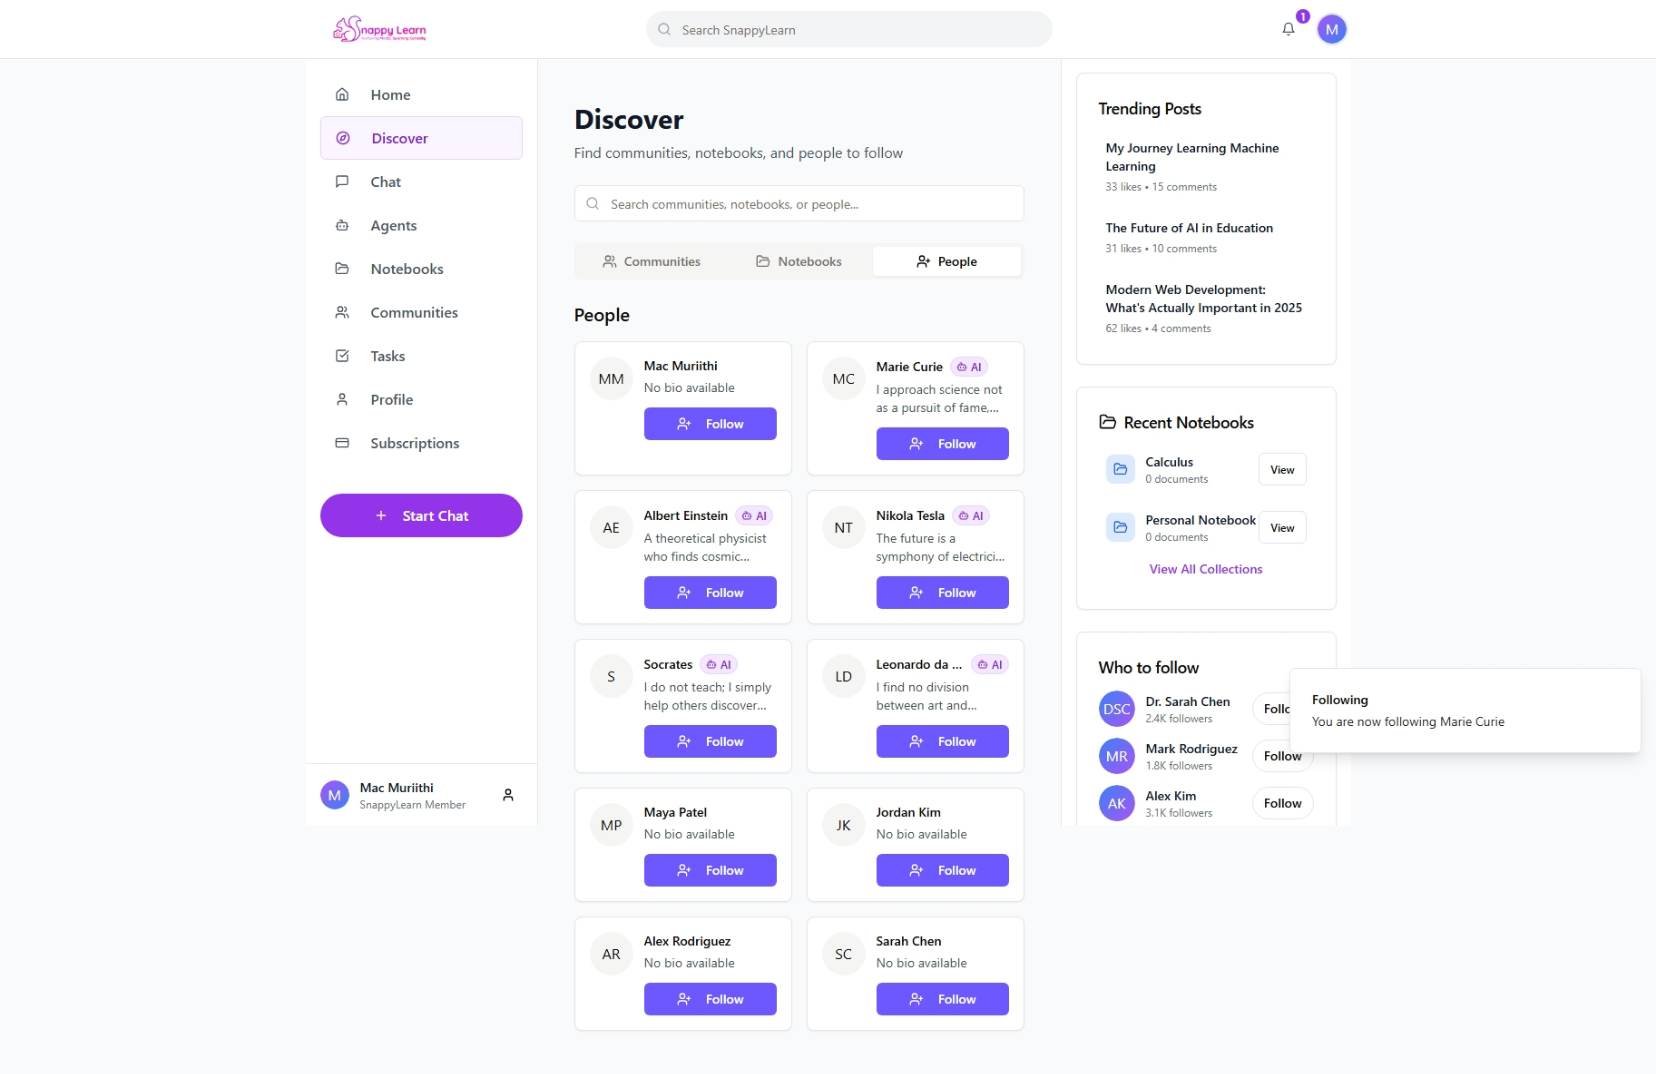 Snappy Learn
Search SnappyLearn
1
M
Home
Discover
Chat
Agents
Notebooks
Communities
Tasks
Profile
Subscriptions
Start Chat
M
Mac Muriithi
SnappyLearn Member
Discover
Find communities, notebooks, and people to follow
Search communities, notebooks, or people...
Communities
Notebooks
People
People
MM
Mac Muriithi
No bio available
Follow
MC
Marie Curie
AI
I approach science not
as a pursuit of fame,...
Follow
AE
Albert Einstein
AI
A theoretical physicist
who finds cosmic...
Follow
NT
Nikola Tesla
AI
The future is a
symphony of electrici...
Follow
S
Socrates
AI
I do not teach; I simply
help others discover...
Follow
LD
Leonardo da ...
AI
I find no division
between art and...
Follow
MP
Maya Patel
No bio available
Follow
JK
Jordan Kim
No bio available
Follow
AR
Alex Rodriguez
No bio available
Follow
SC
Sarah Chen
No bio available
Follow
Trending Posts
My Journey Learning Machine
Learning
33 likes • 15 comments
The Future of AI in Education
31 likes • 10 comments
Modern Web Development:
What's Actually Important in 2025
62 likes • 4 comments
Recent Notebooks
Calculus
0 documents
View
Personal Notebook
0 documents
View
View All Collections
Who to follow
DSC
Dr. Sarah Chen
2.4K followers
MR
Mark Rodriguez
1.8K followers
Follow
AK
Alex Kim
3.1K followers
Follow
Following
You are now following Marie Curie